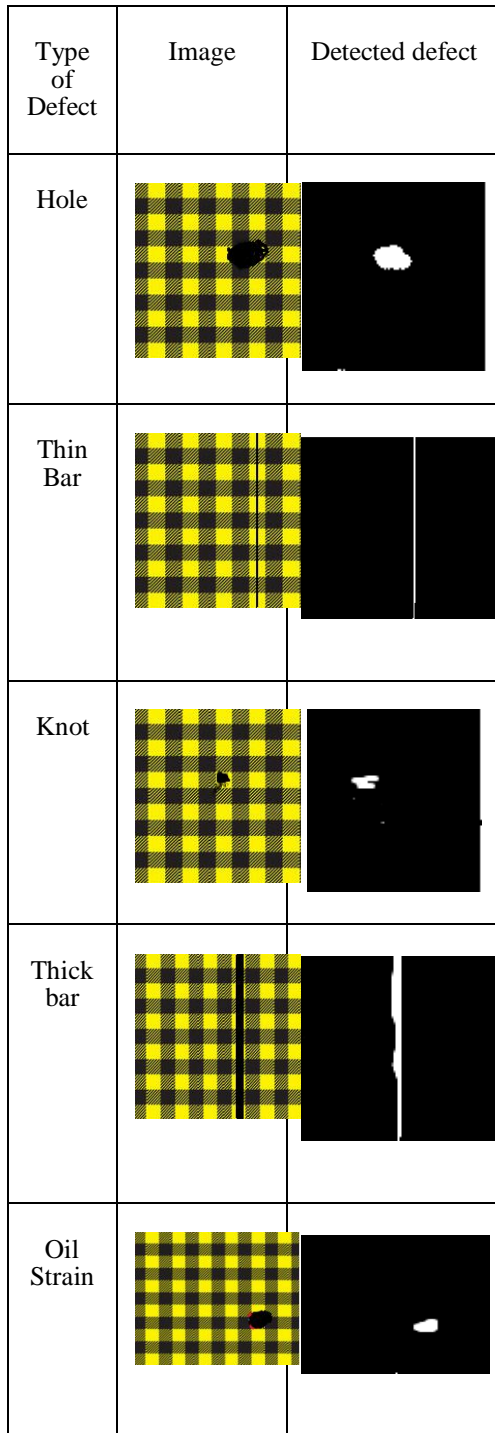 Type
of
Defect
Image
Detected defect
Hole
Thin
Bar
Knot
Thick
bar
Oil
Strain